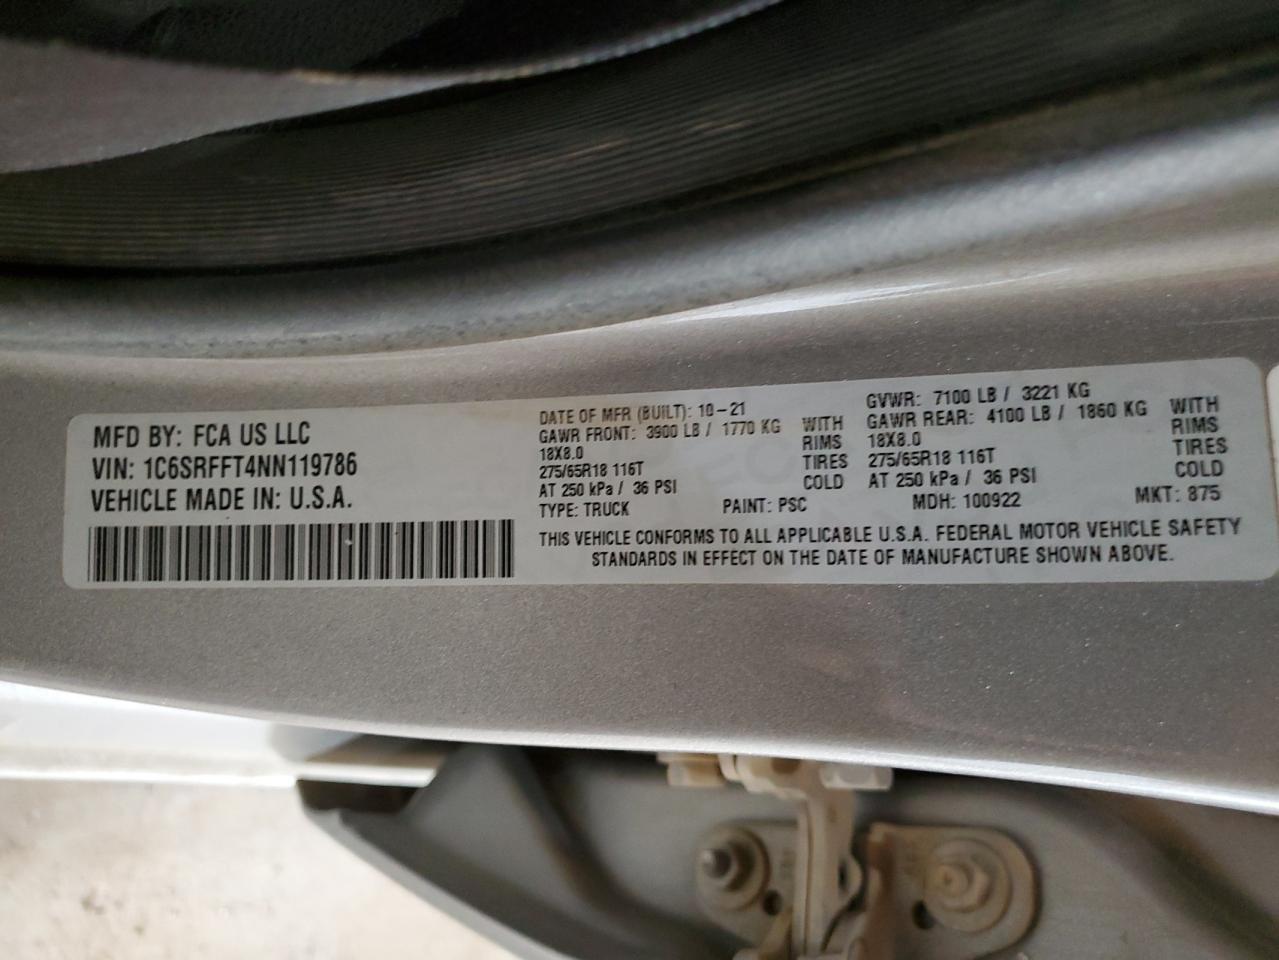 MFD BY: FCA US LLC
VIN: 1C6SRFFT4NN119786
VEHICLE MADE IN: U.S.A.
DATE OF MFR (BUILT): 10-21
GAWR FRONT: 3900 LB / 1770 KG WITH
18X8.0 RIMS
275/65R18 116T TIRES
AT 250 kPa / 36 PSI COLD
GVWR: 7100 LB / 3221 KG
GAWR REAR: 4100 LB / 1860 KG WITH
18X8.0 RIMS
275/65R18 116T TIRES
AT 250 kPa / 36 PSI COLD
TYPE: TRUCK PAINT: PSC MDH: 100922 MKT: 875
THIS VEHICLE CONFORMS TO ALL APPLICABLE U.S.A. FEDERAL MOTOR VEHICLE SAFETY
STANDARDS IN EFFECT ON THE DATE OF MANUFACTURE SHOWN ABOVE.